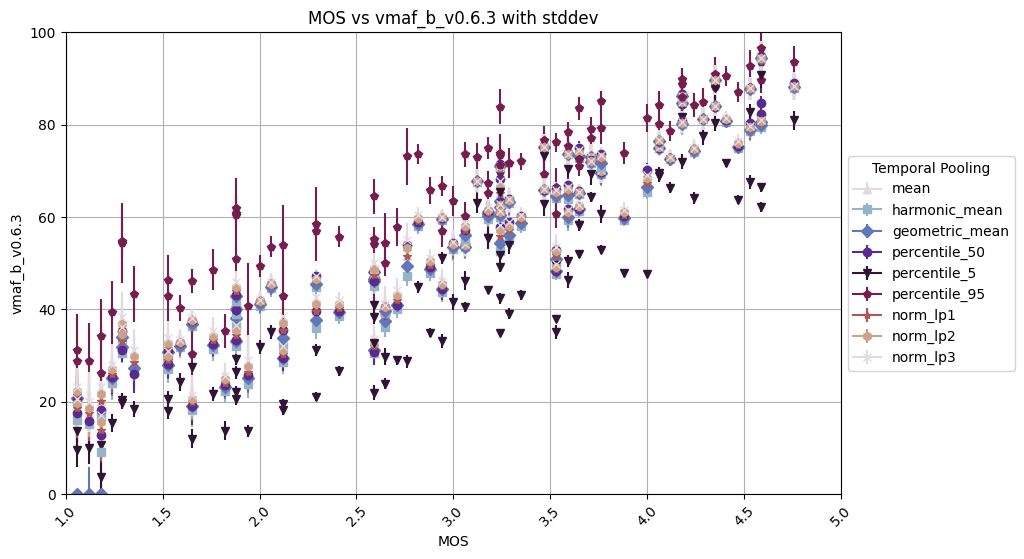 MOS vs vmaf_b_v0.6.3 with stddev
100
80
60
40
20
0
vmaf_b_v0.6.3
1.0
1.5
2.0
2.5
3.0
3.5
4.0
4.5
5.0
MOS
Temporal Pooling
mean
harmonic_mean
geometric_mean
percentile_50
percentile_5
percentile_95
norm_lp1
norm_lp2
norm_lp3